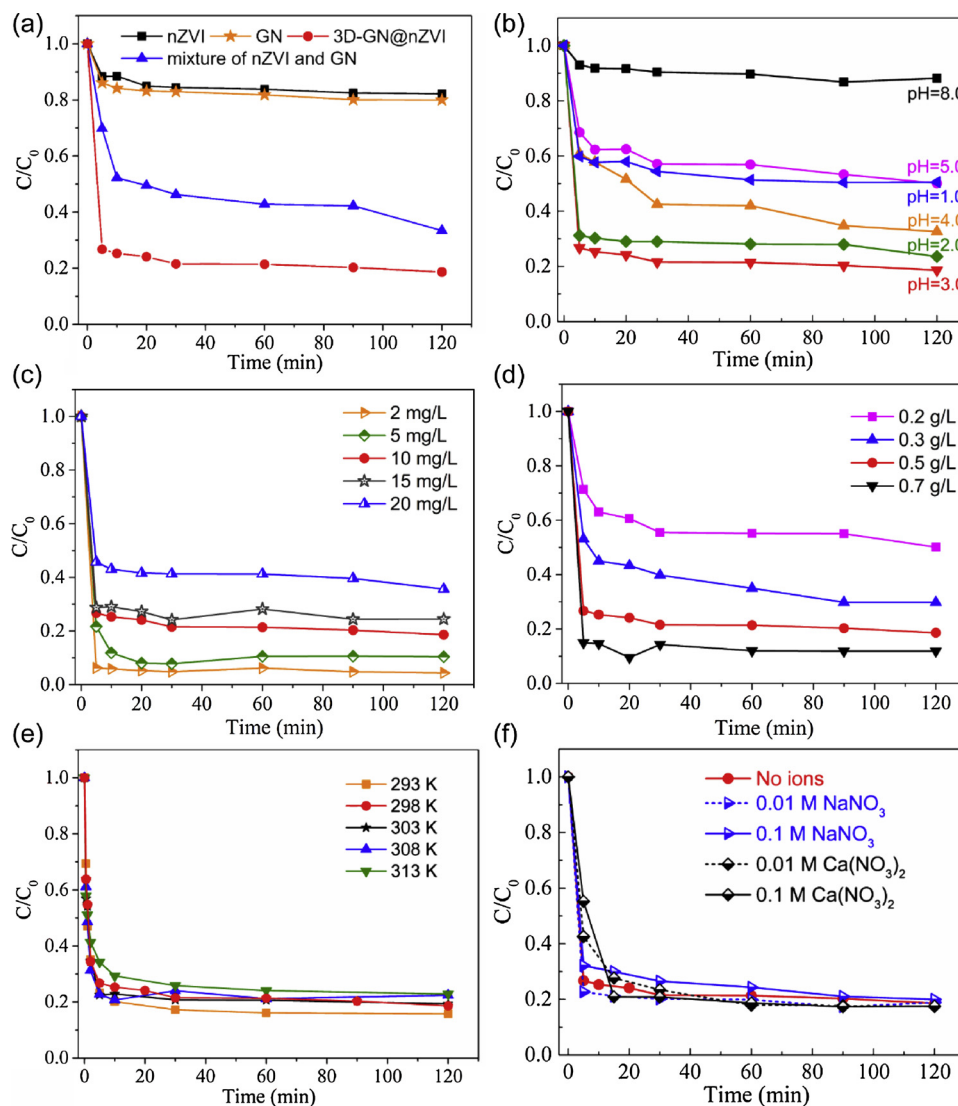 (a)
nZVI GN 3D-GN@nZVI
mixture of nZVI and GN
1.0
0.8
0.6
0.4
0.2
0.0
C/C0
0 20 40 60 80 100 120
Time (min)
(b)
1.0
0.8
0.6
0.4
0.2
0.0
C/C0
pH=8.0
pH=5.0
pH=1.0
pH=4.0
pH=2.0
pH=3.0
0 20 40 60 80 100 120
Time (min)
(c)
2 mg/L
5 mg/L
10 mg/L
15 mg/L
20 mg/L
1.0
0.8
0.6
0.4
0.2
0.0
C/C0
0 20 40 60 80 100 120
Time (min)
(d)
0.2 g/L
0.3 g/L
0.5 g/L
0.7 g/L
1.0
0.8
0.6
0.4
0.2
0.0
C/C0
0 20 40 60 80 100 120
Time (min)
(e)
293 K
298 K
303 K
308 K
313 K
1.0
0.8
0.6
0.4
0.2
0.0
C/C0
0 20 40 60 80 100 120
Time (min)
(f)
No ions
0.01 M NaNO3
0.1 M NaNO3
0.01 M Ca(NO3)2
0.1 M Ca(NO3)2
1.0
0.8
0.6
0.4
0.2
0.0
C/C0
0 20 40 60 80 100 120
Time (min)